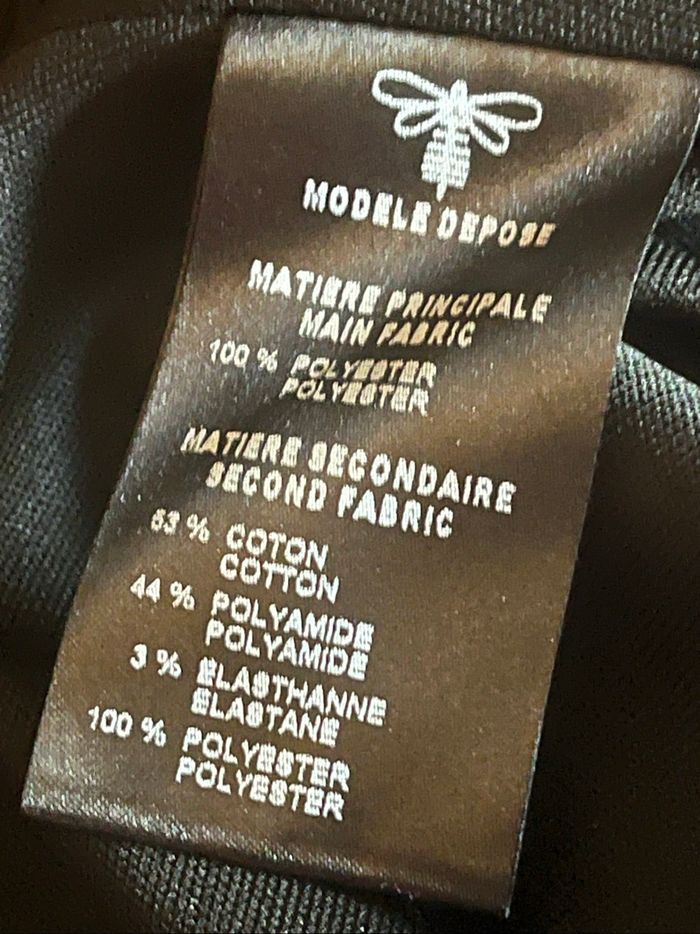 MODELE DEPOSE
MATIERE PRINCIPALE
MAIN FABRIC
100 % POLYESTER
POLYESTER
MATIERE SECONDAIRE
SECOND FABRIC
53 % COTON
COTTON
44 % POLYAMIDE
POLYAMIDE
3 % ELASTHANNE
ELASTANE
100 % POLYESTER
POLYESTER